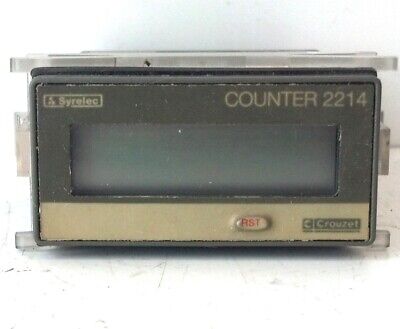 Syrelec
COUNTER 2214
RST
C Crouzet